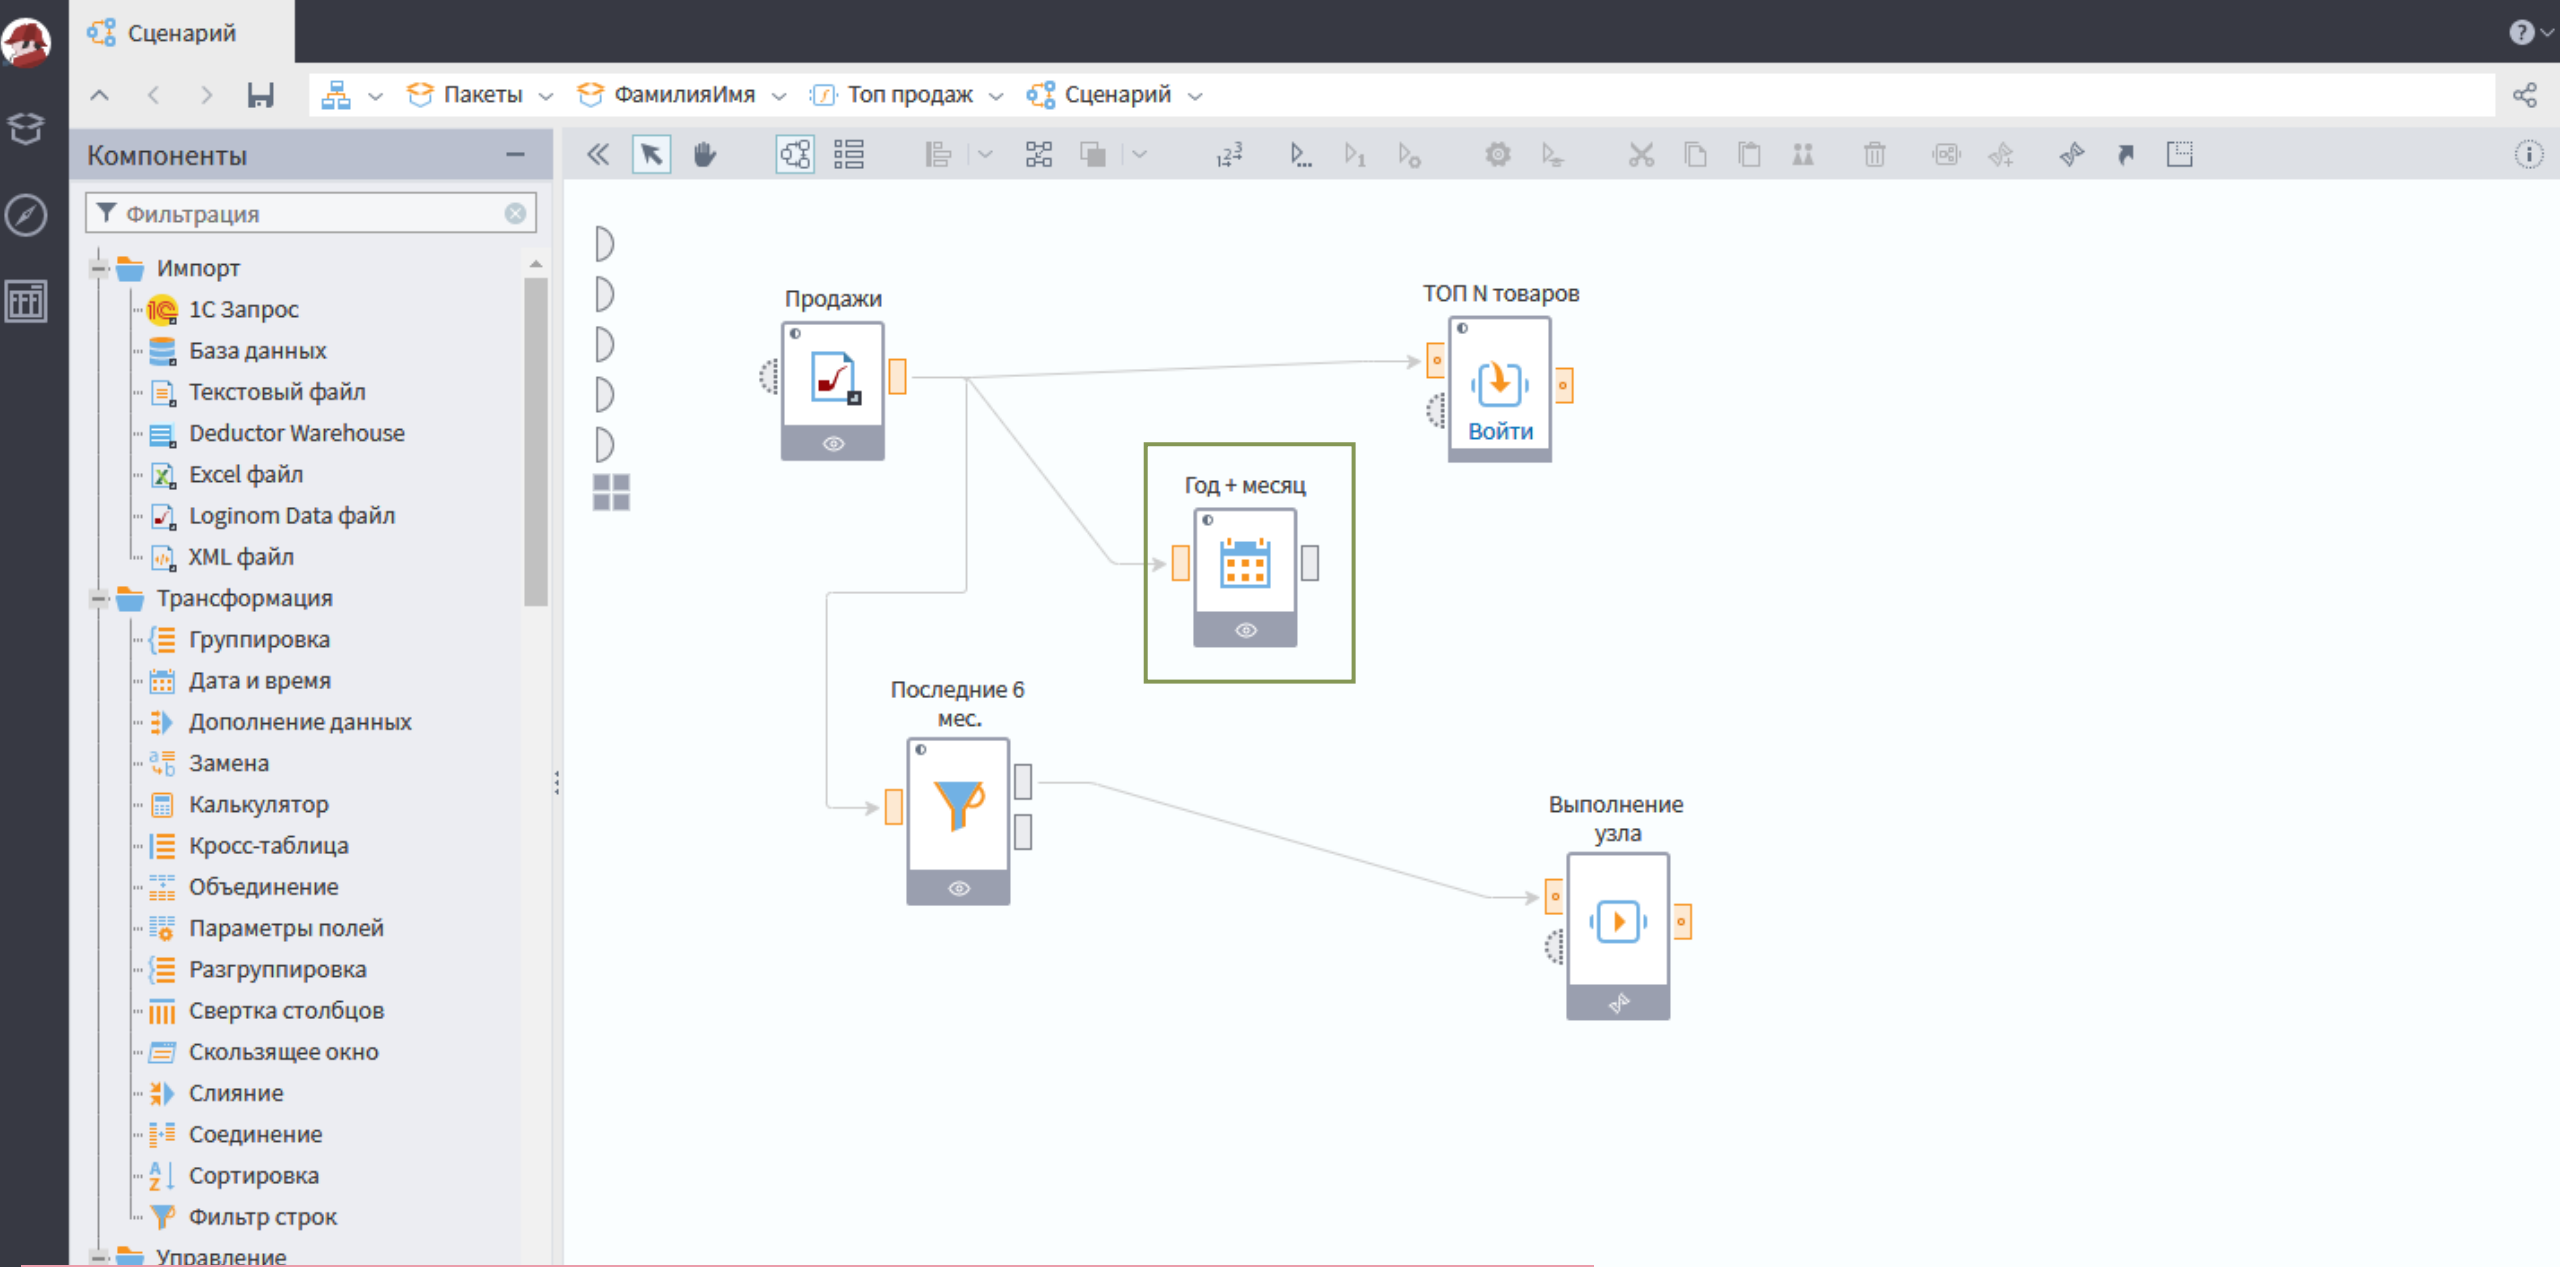 Сценарий
Пакеты
ФамилияИмя
Топ продаж
Сценарий
Компоненты
Фильтрация
Импорт
1С Запрос
База данных
Текстовый файл
Deductor Warehouse
Excel файл
Loginom Data файл
XML файл
Трансформация
Группировка
Дата и время
Дополнение данных
Замена
Калькулятор
Кросс-таблица
Объединение
Параметры полей
Разгруппировка
Свертка столбцов
Скользящее окно
Слияние
Соединение
Сортировка
Фильтр строк
Управление
Продажи
ТОП N товаров
Войти
Год + месяц
Последние 6
мес.
Выполнение
узла